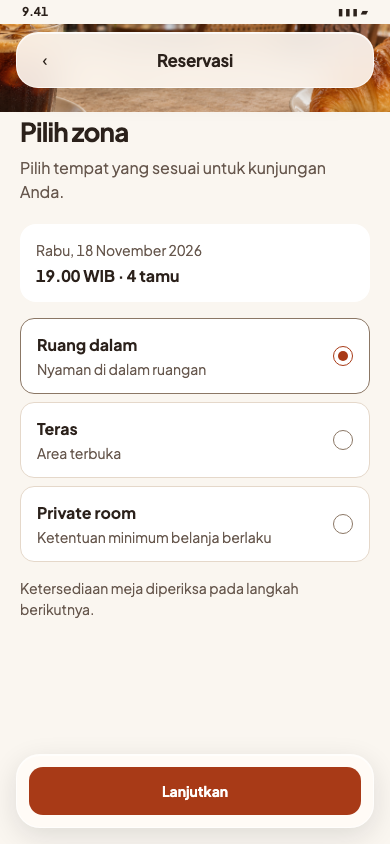 9.41
‹ Reservasi
Pilih zona
Pilih tempat yang sesuai untuk kunjungan
Anda.
Rabu, 18 November 2026
19.00 WIB · 4 tamu
Ruang dalam
Nyaman di dalam ruangan
Teras
Area terbuka
Private room
Ketentuan minimum belanja berlaku
Ketersediaan meja diperiksa pada langkah
berikutnya.
Lanjutkan